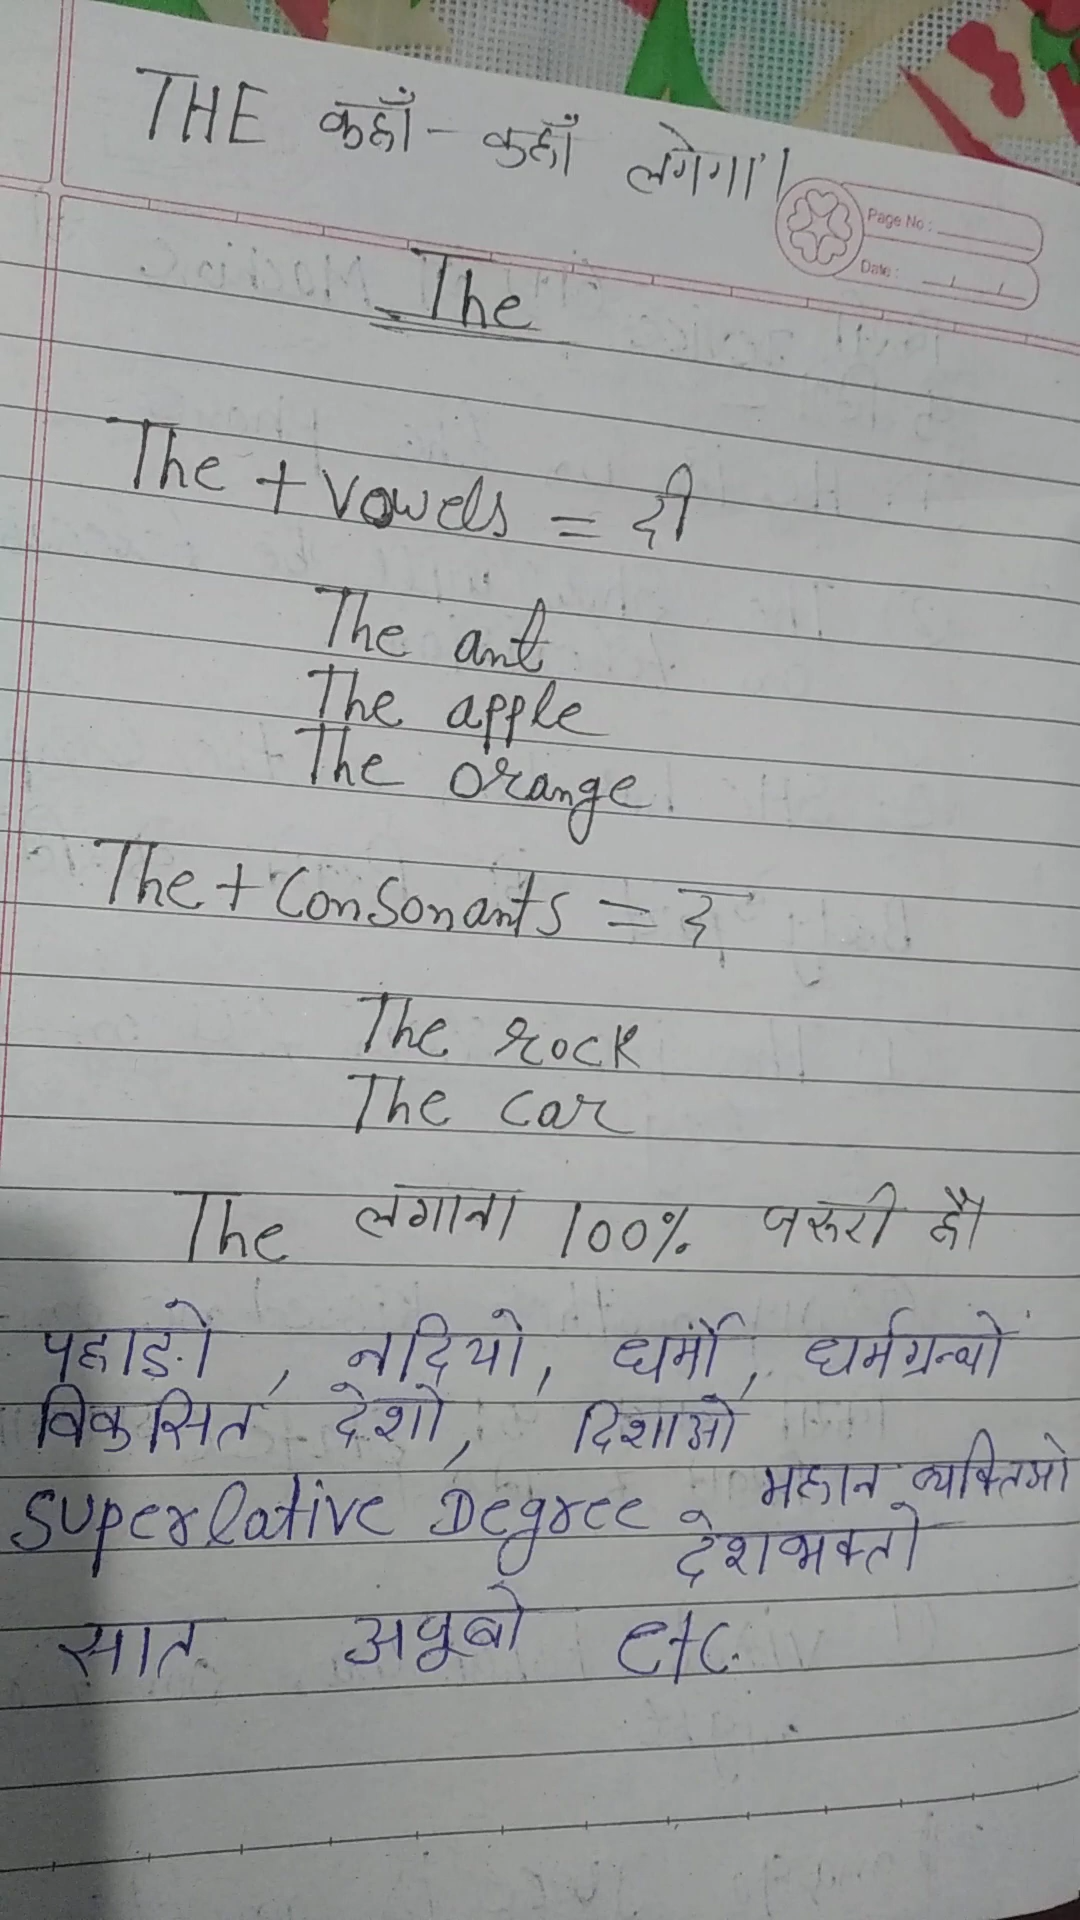 THE कहाँ - कहाँ लगेगा।
Page No :
Date :
The
The + Vowels = दी
The ant
The apple
The orange
The + Consonants = द
The rock
The car
The लगाना 100% जरूरी है
पहाड़ो, नदियो, धर्मों, धर्मग्रन्थो
विकसित देशो, दिशाओ
Superlative Degree महान व्यक्तिओ
देशभक्तो
सात अजूबो etc.